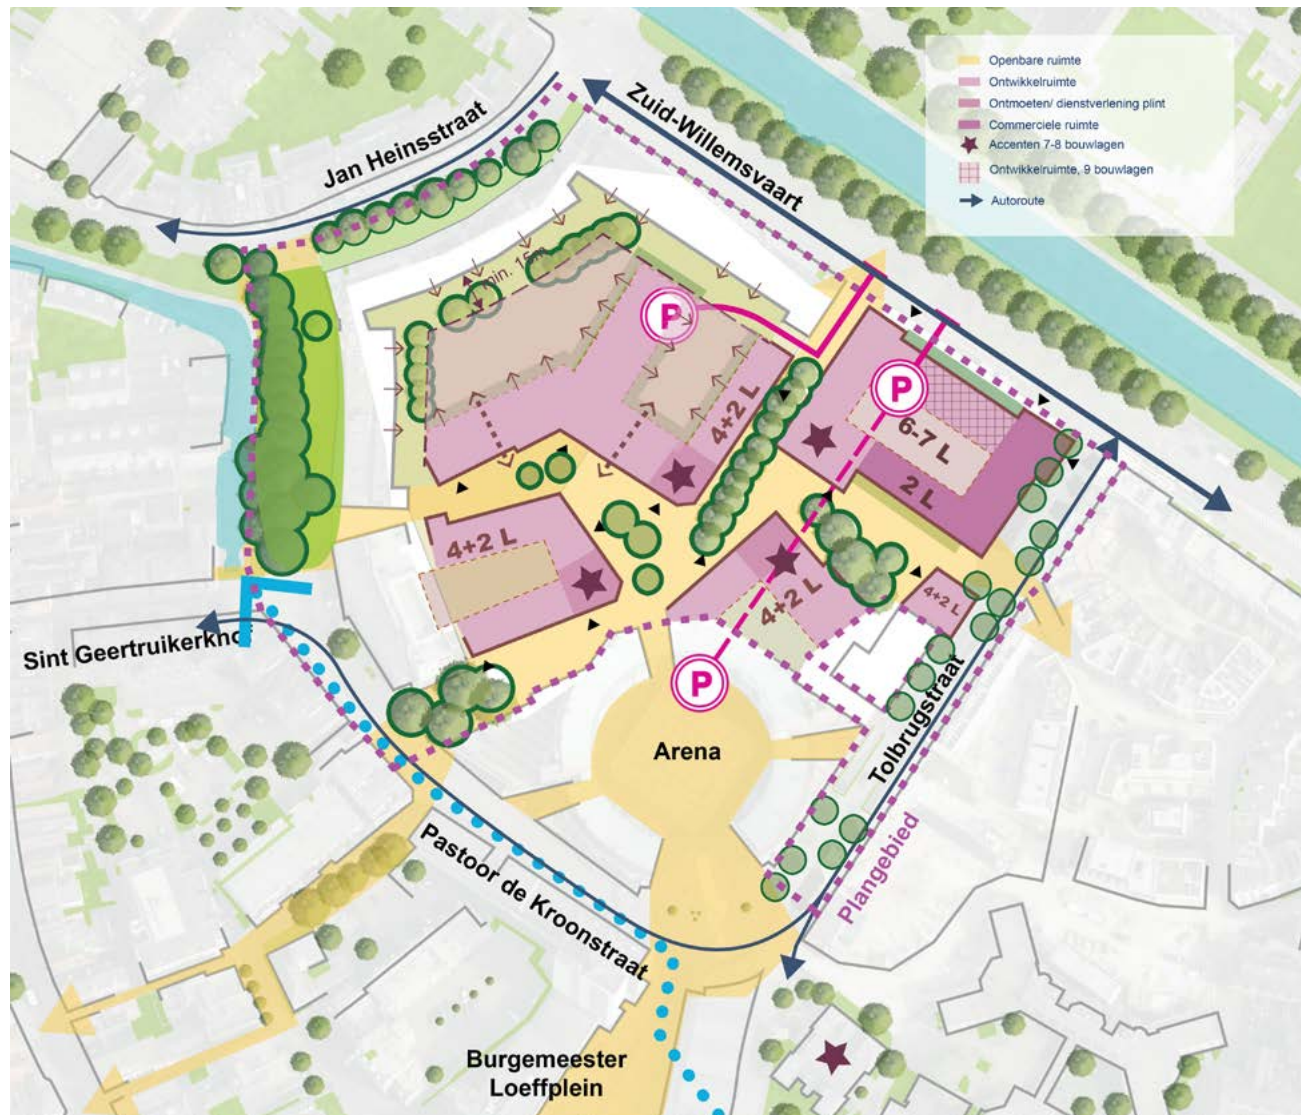 Openbare ruimte
Ontwikkelruimte
Ontmoeten/ dienstverlening plint
Commerciele ruimte
Accenten 7-8 bouwlagen
Ontwikkelruimte, 9 bouwlagen
Autoroute
Zuid-Willemsvaart
Jan Heinsstraat
min. 15m
P
P
4+2 L
6-7 L
2 L
4+2 L
4+2 L
4+2 L
Sint Geertruikerkhof
P
Arena
Tolbrugstraat
Plangebied
Pastoor de Kroonstraat
Burgemeester
Loeffplein